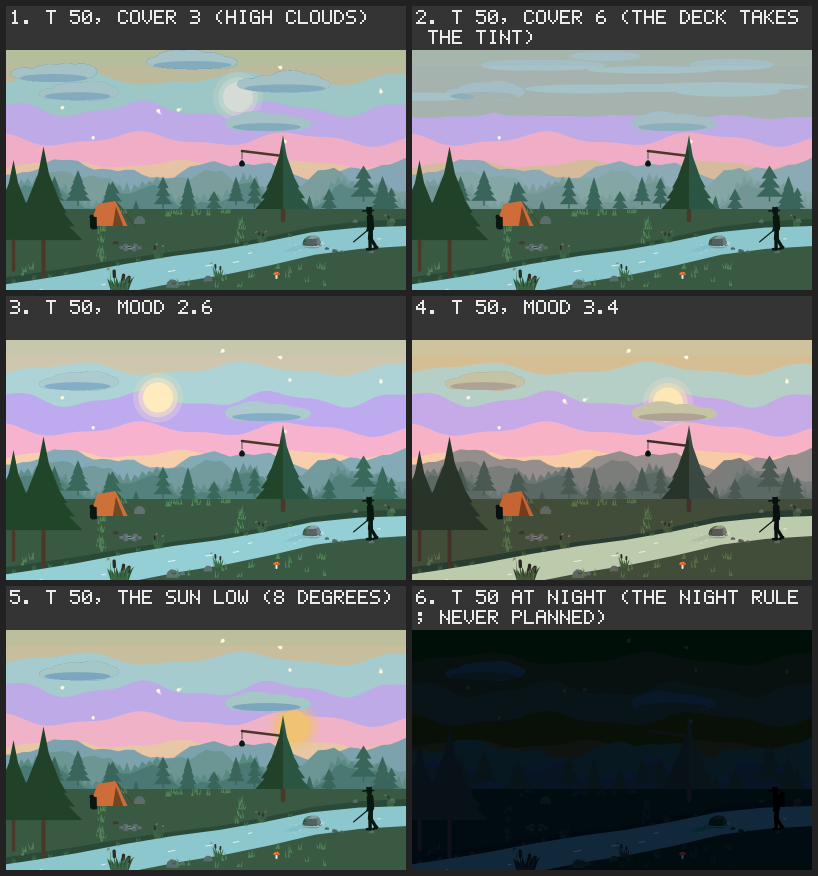 1. T 50, COVER 3 (HIGH CLOUDS)
2. T 50, COVER 6 (THE DECK TAKES
THE TINT)
3. T 50, MOOD 2.6
4. T 50, MOOD 3.4
5. T 50, THE SUN LOW (8 DEGREES)
6. T 50 AT NIGHT (THE NIGHT RULE
; NEVER PLANNED)